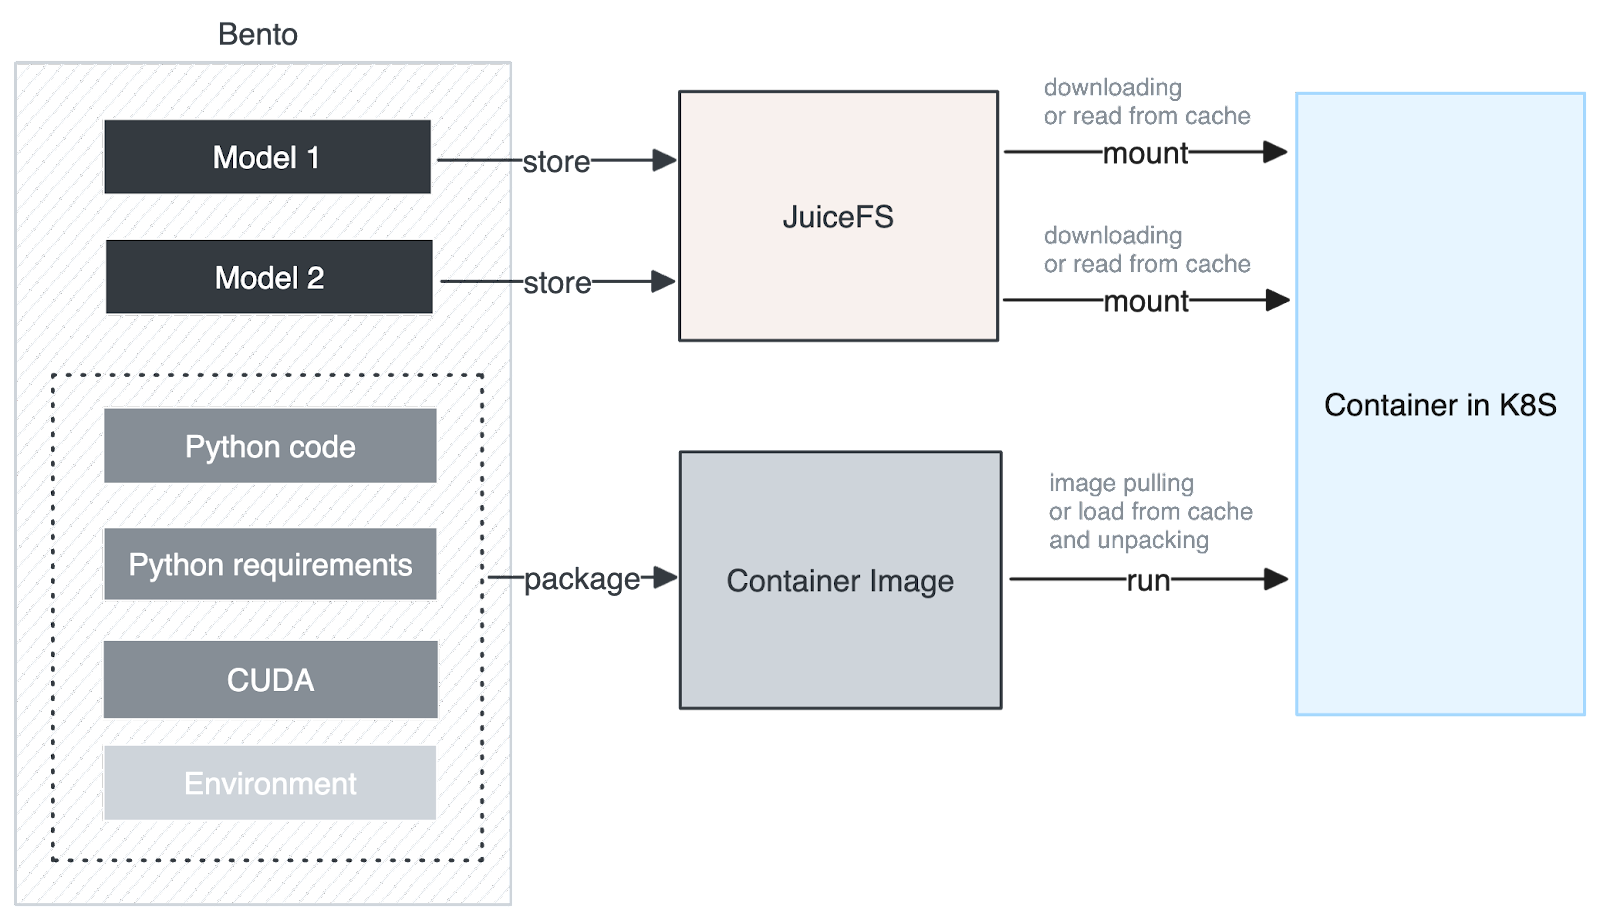 Bento
Model 1
store
Model 2
store
JuiceFS
downloading
or read from cache
mount
downloading
or read from cache
mount
Python code
Python requirements
CUDA
Environment
package
Container Image
image pulling
or load from cache
and unpacking
run
Container in K8S